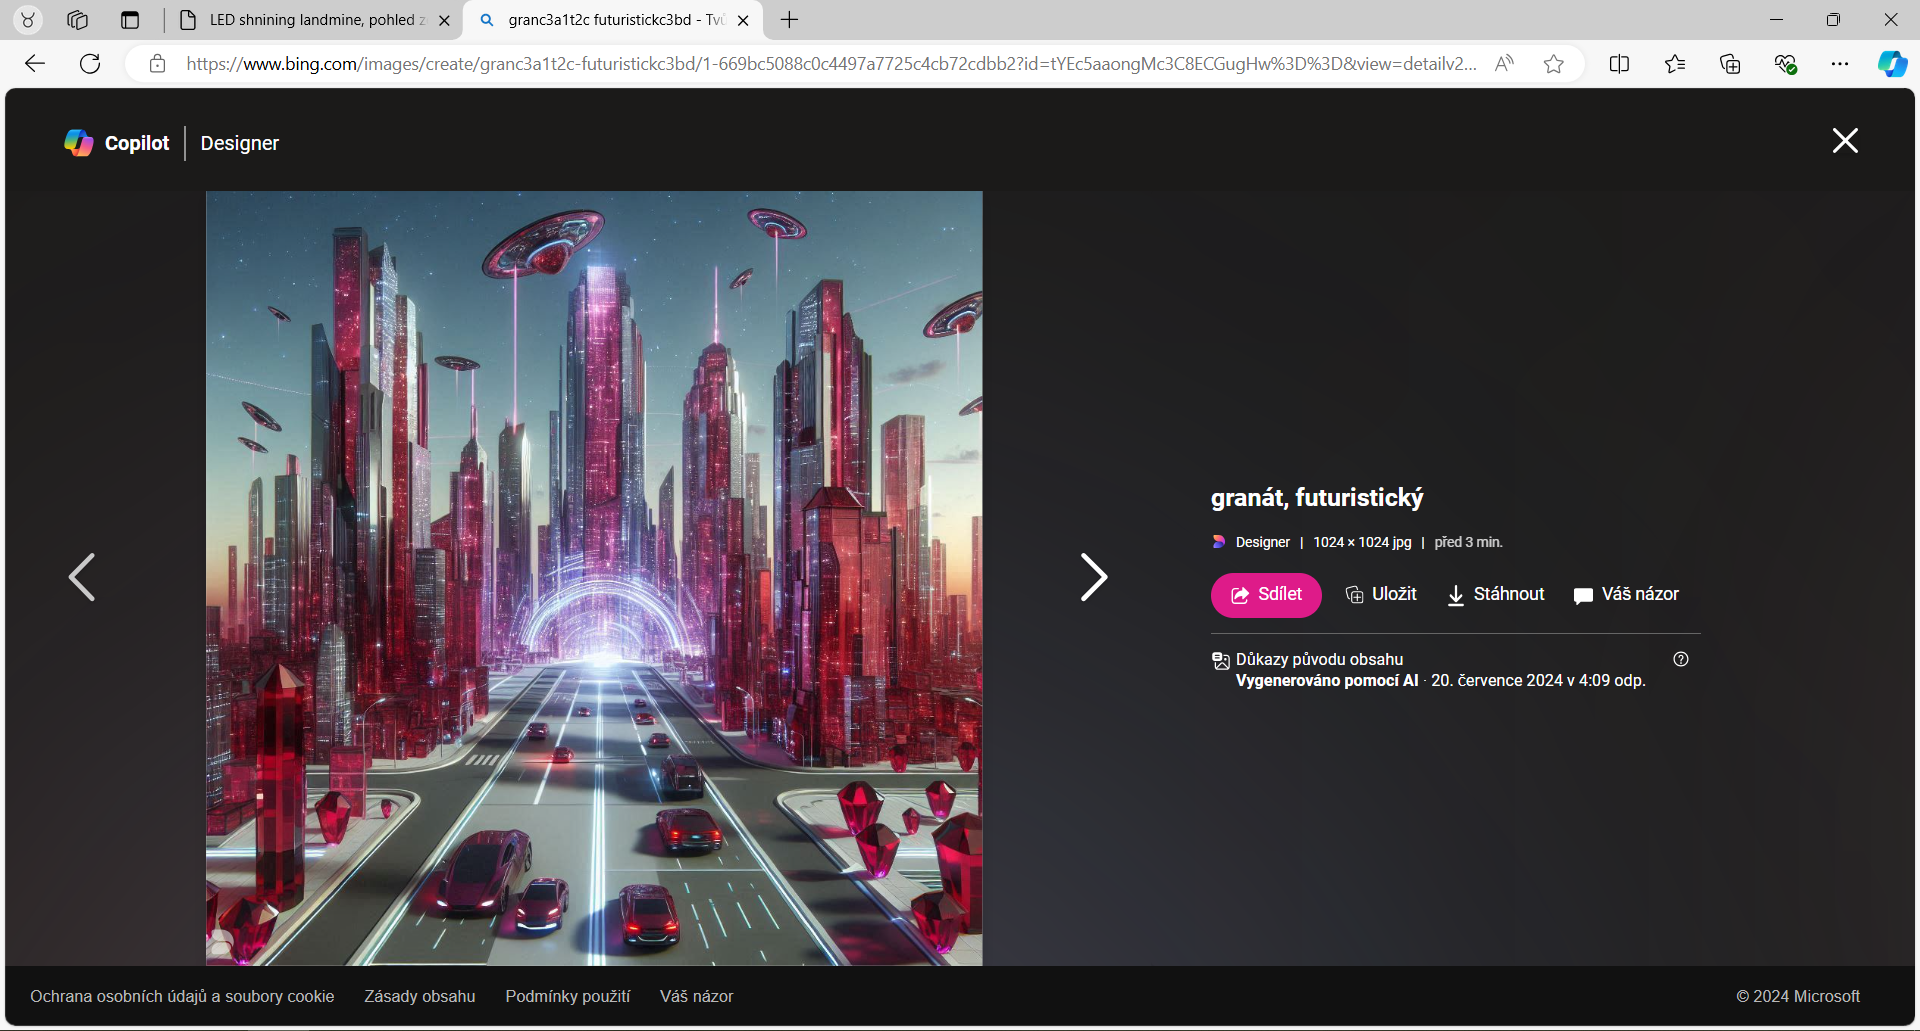 LED shnining landmine, pohled z
granc3a1t2c futuristickc3bd - Tvů
https://www.bing.com/images/create/granc3a1t2c-futuristickc3bd/1-669bc5088c0c4497a7725c4cb72cdbb2?id=tYEc5aaongMc3C8ECGugHw%3D%3D&view=detailv2...
Copilot | Designer
granát, futuristický
Designer | 1024 × 1024 jpg | před 3 min.
Sdílet Uložit Stáhnout Váš názor
Důkazy původu obsahu
Vygenerováno pomocí AI · 20. července 2024 v 4:09 odp.
Ochrana osobních údajů a soubory cookie Zásady obsahu Podmínky použití Váš názor © 2024 Microsoft